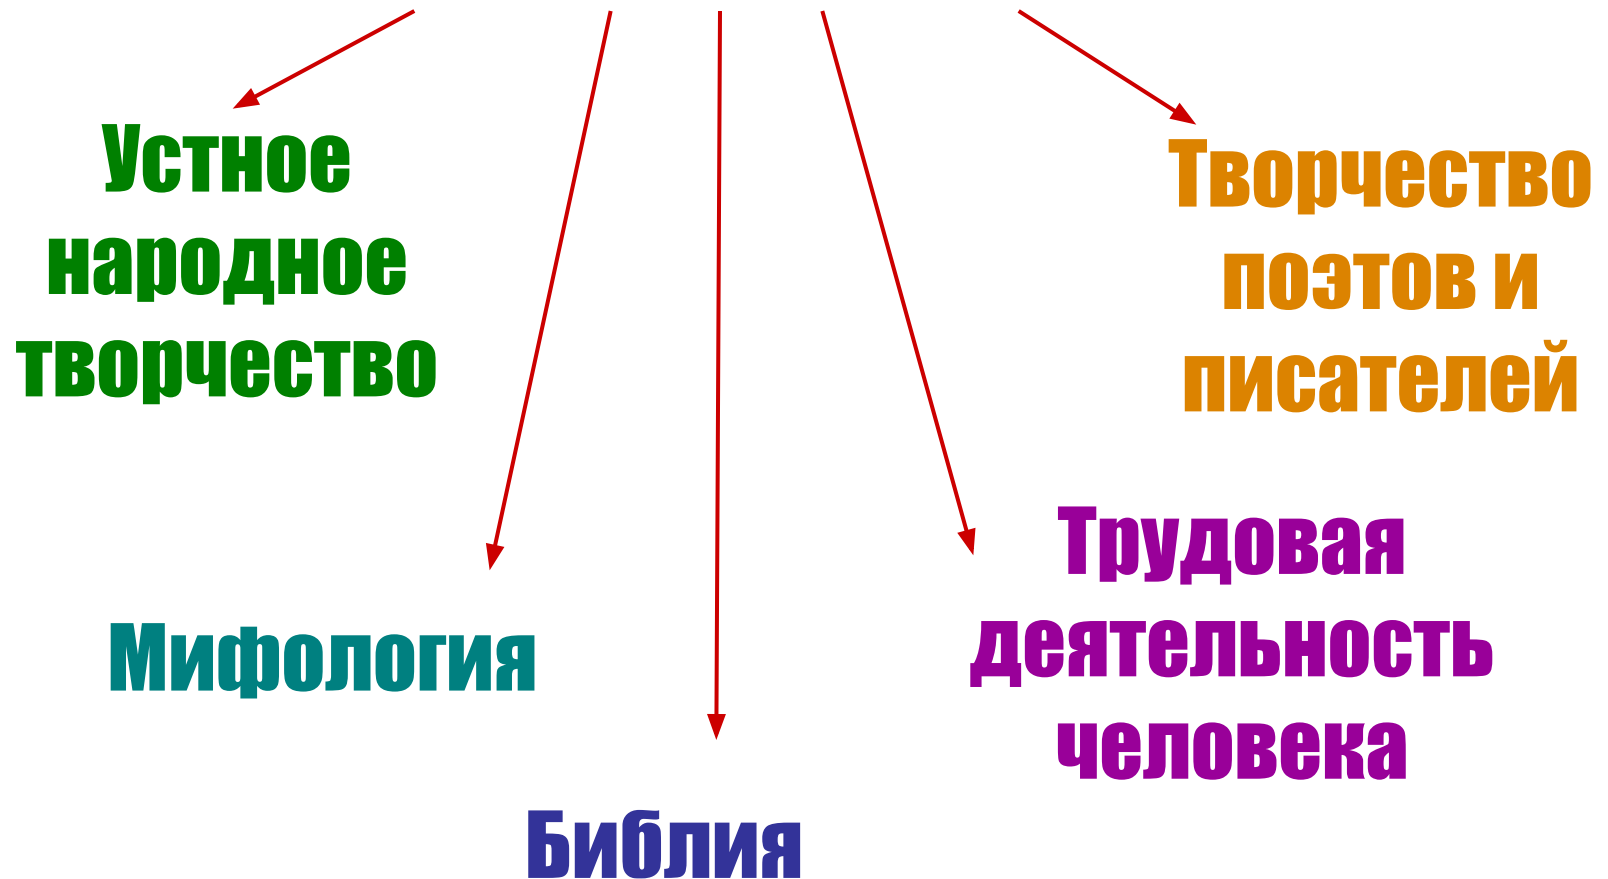 Устное
народное
творчество
Творчество
поэтов и
писателей
Мифология
Трудовая
деятельность
человека
Библия